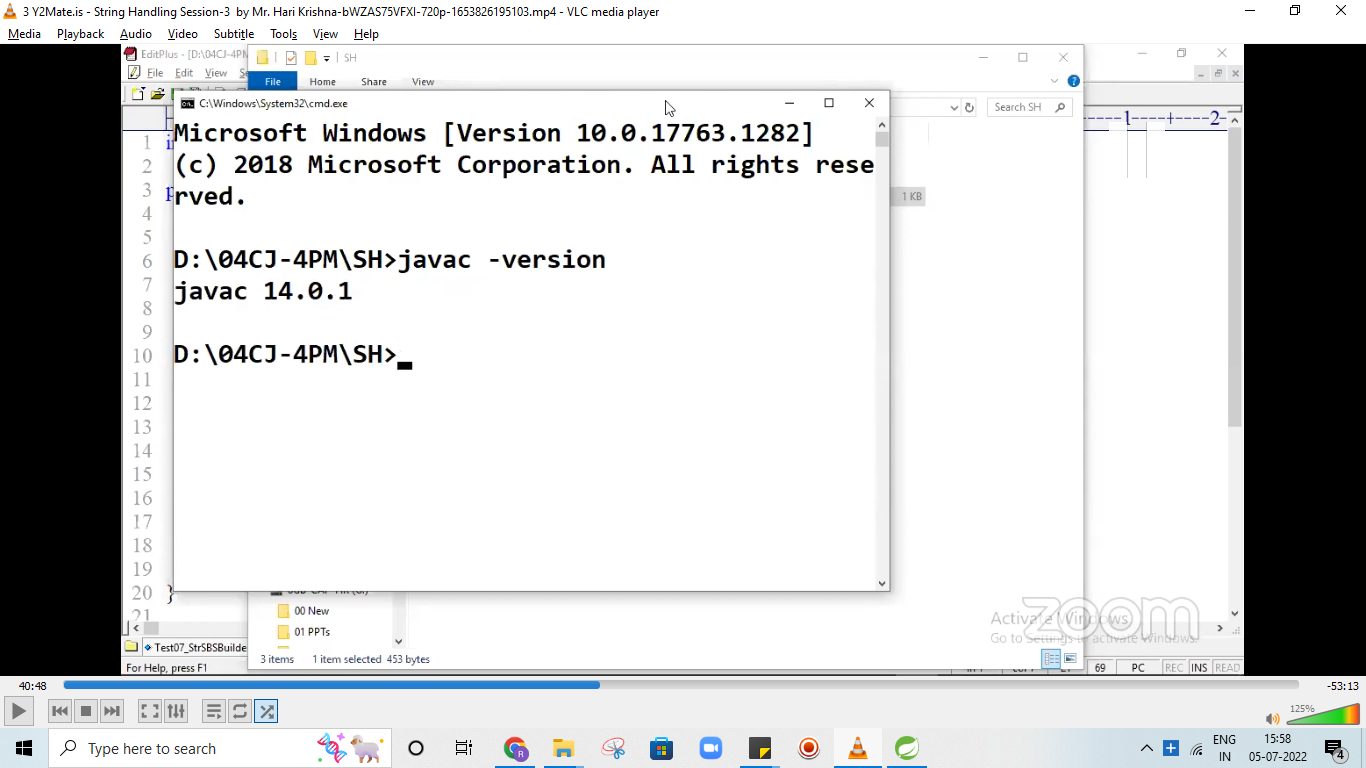 3 Y2Mate.is - String Handling Session-3 by Mr. Hari Krishna-bWZAS75VFXI-720p-1653826195103.mp4 - VLC media player
Media Playback Audio Video Subtitle Tools View Help
EditPlus - [D:\04CJ-4PM
SH
File Edit View
File Home Share View
Search SH
C:\Windows\System32\cmd.exe
----1----+----2-
Microsoft Windows [Version 10.0.17763.1282]
(c) 2018 Microsoft Corporation. All rights rese
rved.
1 KB
D:\04CJ-4PM\SH>javac -version
javac 14.0.1
D:\04CJ-4PM\SH>
1
2
3
4
5
6
7
8
9
10
11
12
13
14
15
16
17
18
19
20 }
21
00 New
01 PPTs
zoom
Activate Windows
Go to Settings to activate Windows.
Test07_StrSBSBuilde
3 items 1 item selected 453 bytes
For Help, press F1
69 PC REC INS READ
40:48
-53:13
125%
Type here to search
R
ENG
IN
15:58
05-07-2022
4